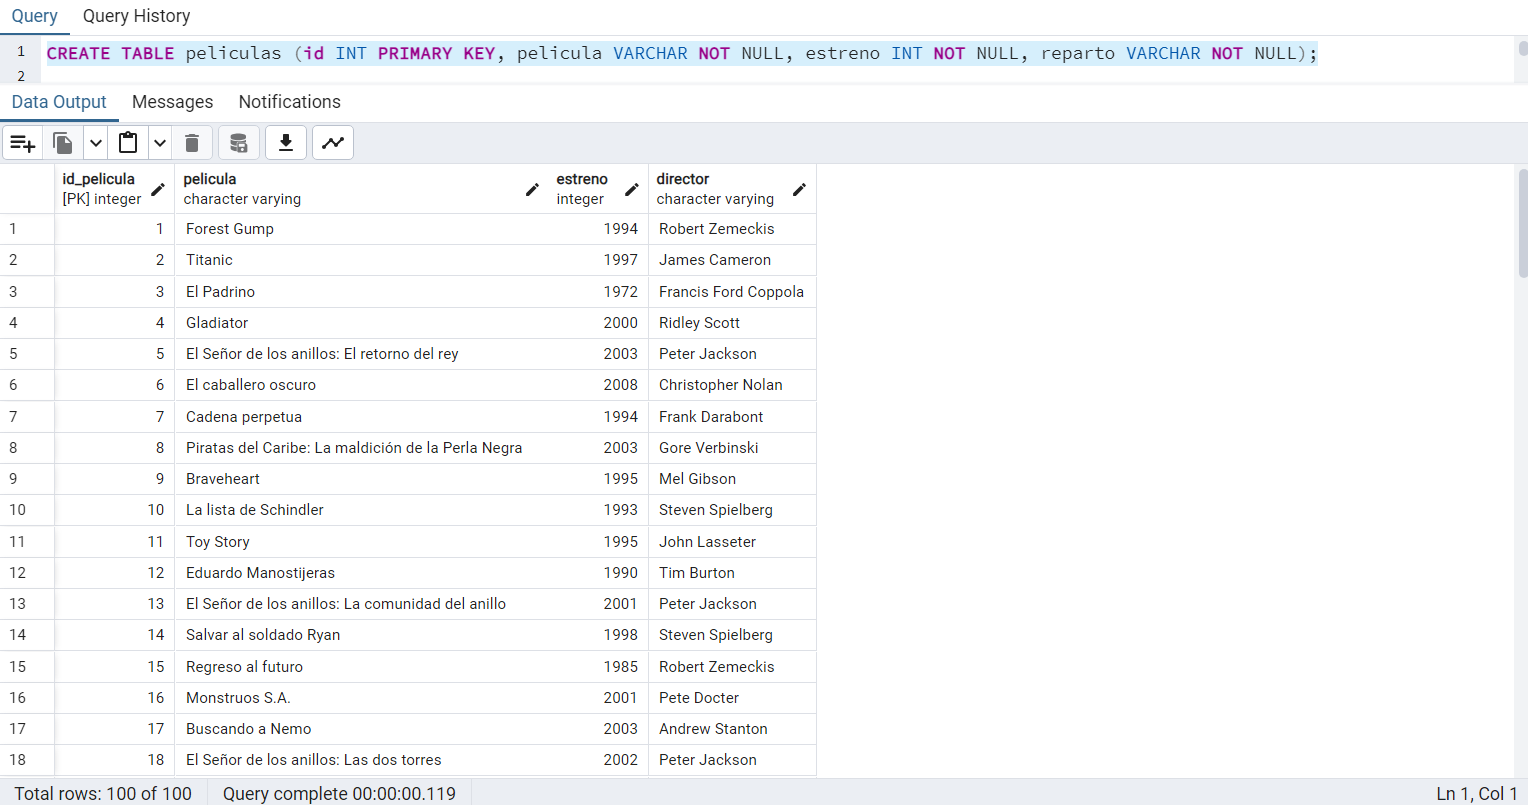 Query Query History
1 CREATE TABLE peliculas (id INT PRIMARY KEY, pelicula VARCHAR NOT NULL, estreno INT NOT NULL, reparto VARCHAR NOT NULL);
2
Data Output Messages Notifications
id_pelicula pelicula estreno director
[PK] integer character varying integer character varying
1 1 Forest Gump 1994 Robert Zemeckis
2 2 Titanic 1997 James Cameron
3 3 El Padrino 1972 Francis Ford Coppola
4 4 Gladiator 2000 Ridley Scott
5 5 El Señor de los anillos: El retorno del rey 2003 Peter Jackson
6 6 El caballero oscuro 2008 Christopher Nolan
7 7 Cadena perpetua 1994 Frank Darabont
8 8 Piratas del Caribe: La maldición de la Perla Negra 2003 Gore Verbinski
9 9 Braveheart 1995 Mel Gibson
10 10 La lista de Schindler 1993 Steven Spielberg
11 11 Toy Story 1995 John Lasseter
12 12 Eduardo Manostijeras 1990 Tim Burton
13 13 El Señor de los anillos: La comunidad del anillo 2001 Peter Jackson
14 14 Salvar al soldado Ryan 1998 Steven Spielberg
15 15 Regreso al futuro 1985 Robert Zemeckis
16 16 Monstruos S.A. 2001 Pete Docter
17 17 Buscando a Nemo 2003 Andrew Stanton
18 18 El Señor de los anillos: Las dos torres 2002 Peter Jackson
Total rows: 100 of 100 Query complete 00:00:00.119 Ln 1, Col 1